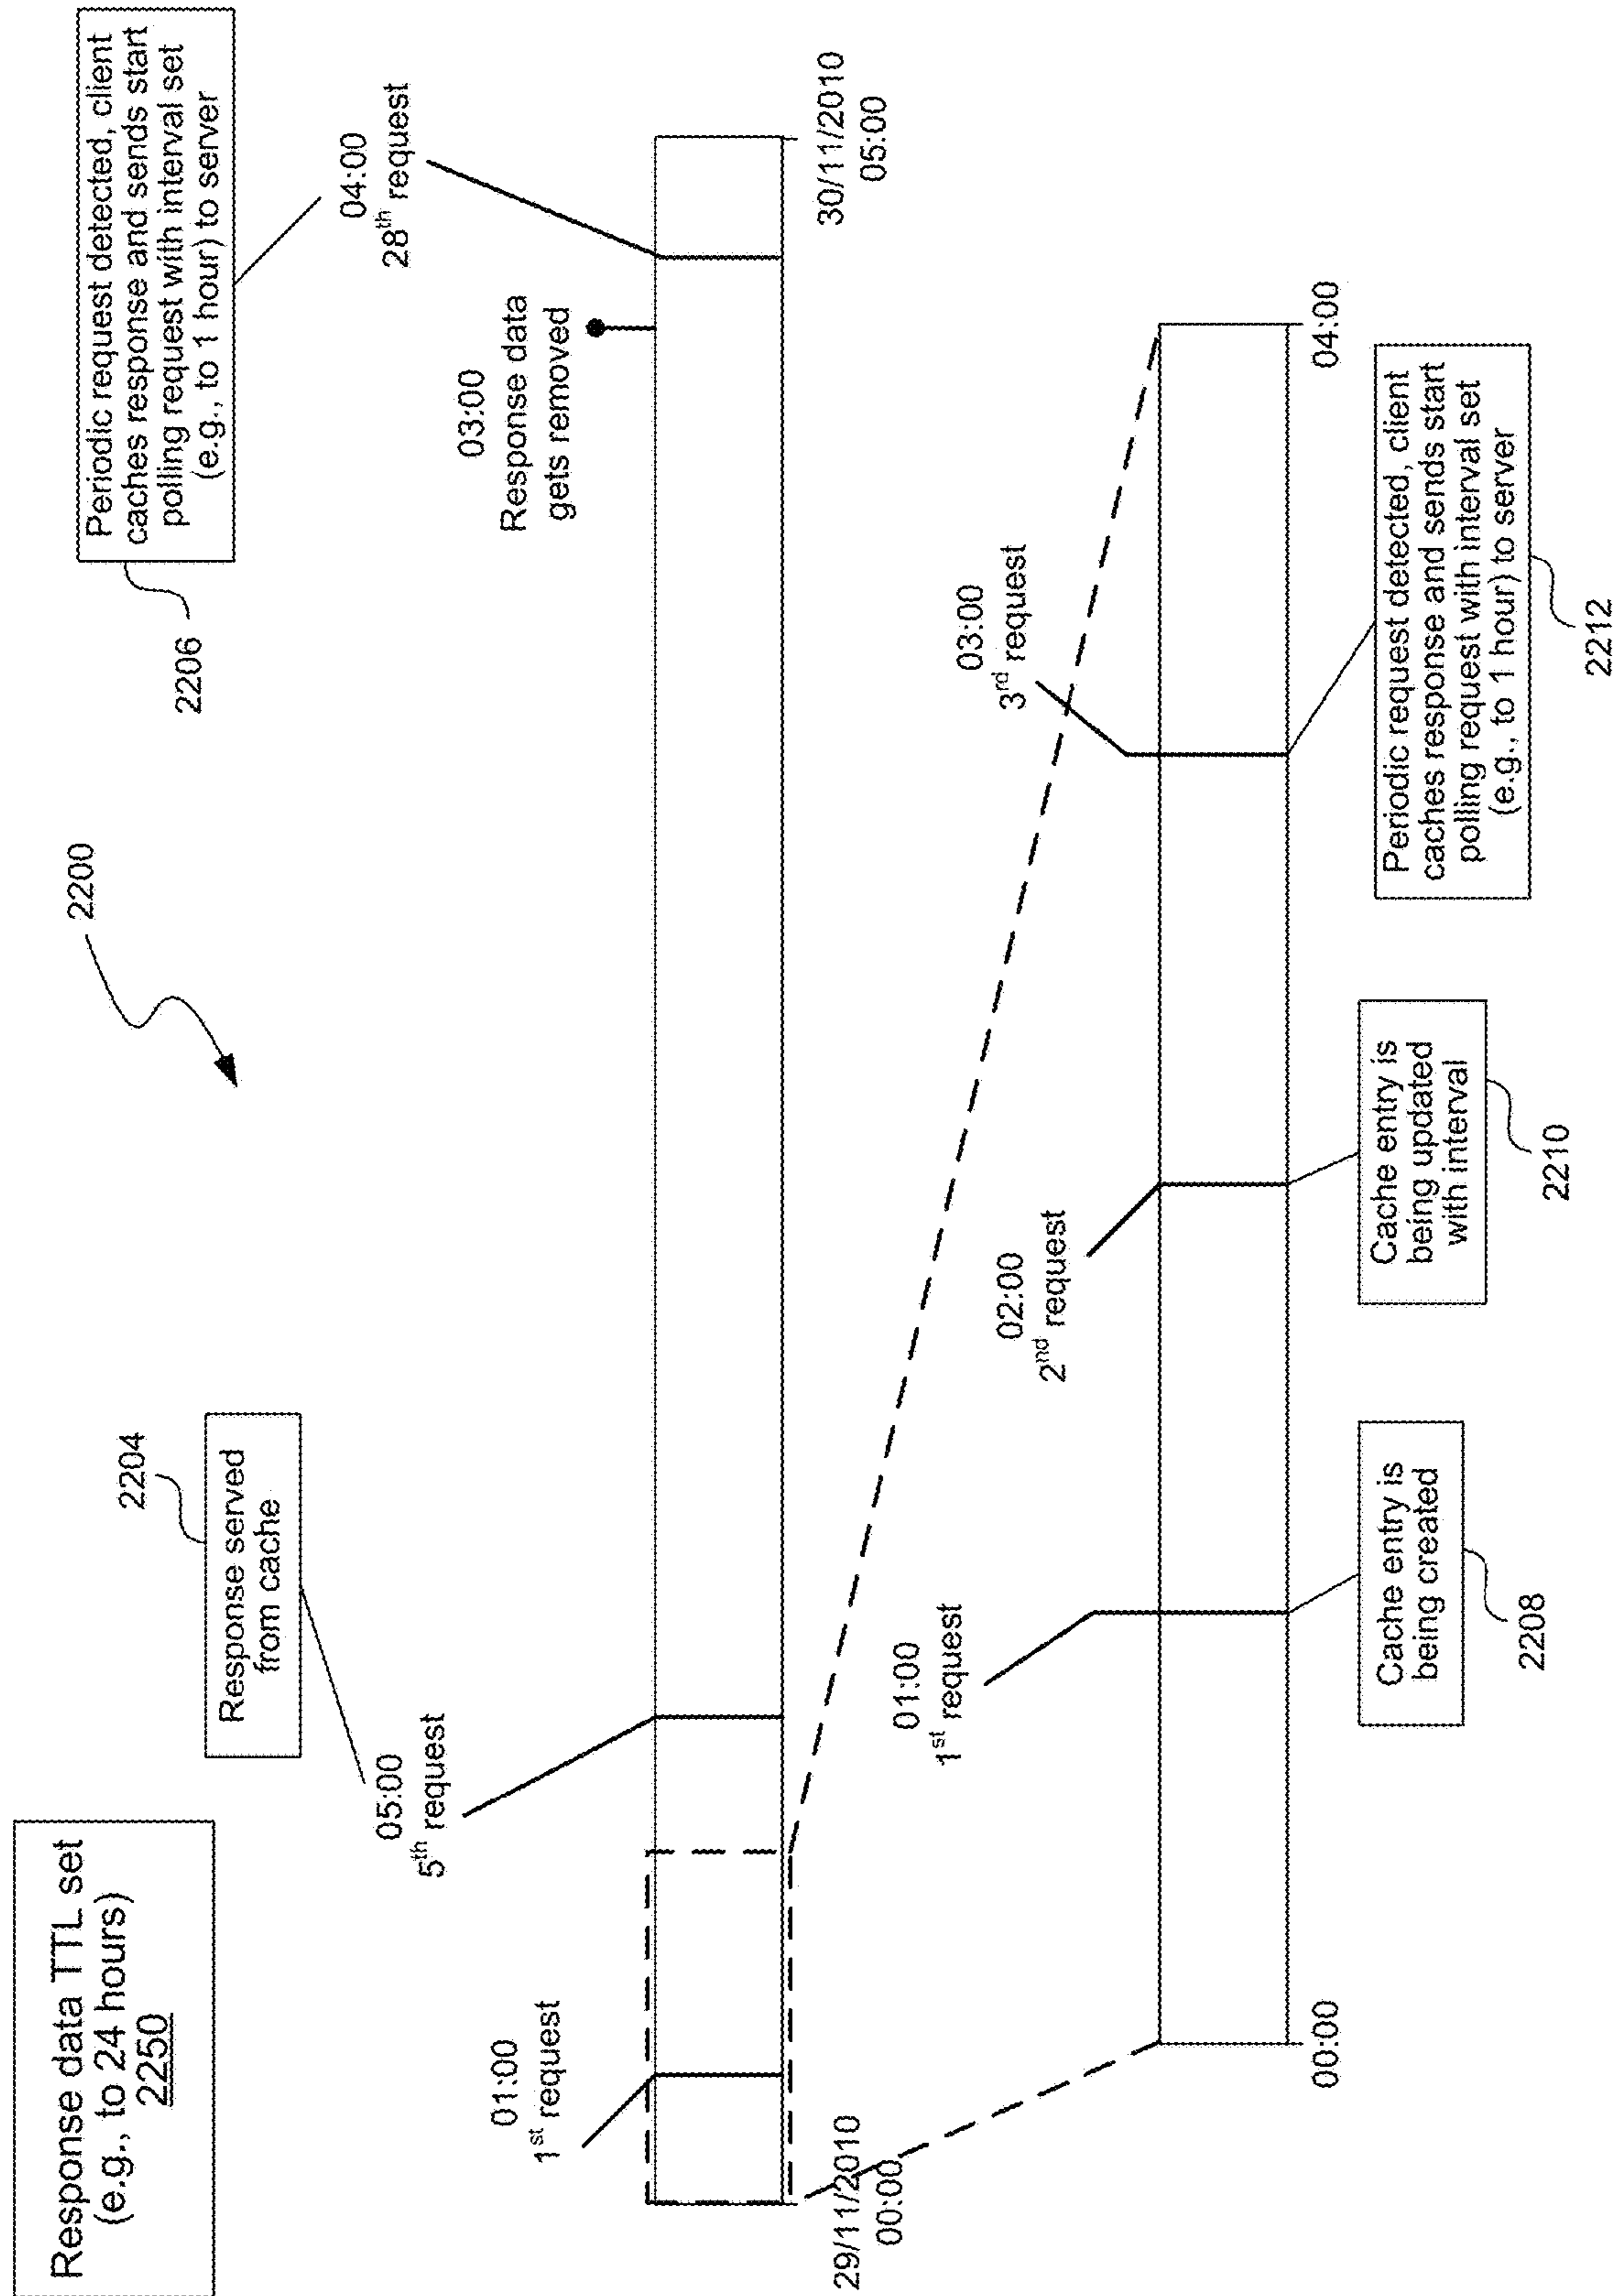 Response data TTL set
(e.g., to 24 hours)
2250
2204
Response served
from cache
2200
2206
Periodic request detected, client
caches response and sends start
polling request with interval set
(e.g., to 1 hour) to server
01:00
1st request
05:00
5th request
03:00
Response data
gets removed
04:00
28th request
29/11/2010
00:00
30/11/2010
05:00
01:00
1st request
02:00
2nd request
03:00
3rd request
00:00
04:00
Cache entry is
being created
2208
Cache entry is
being updated
with interval
2210
Periodic request detected, client
caches response and sends start
polling request with interval set
(e.g., to 1 hour) to server
2212